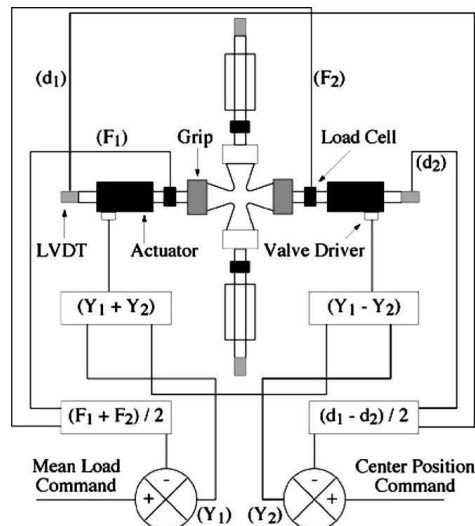 (d₁)
(F₂)
(F₁)
Grip
Load Cell
(d₂)
LVDT
Actuator
Valve Driver
(Y₁ + Y₂)
(Y₁ - Y₂)
(F₁ + F₂) / 2
(d₁ - d₂) / 2
Mean Load
Command
-
+
(Y₁)
(Y₂)
-
+
Center Position
Command